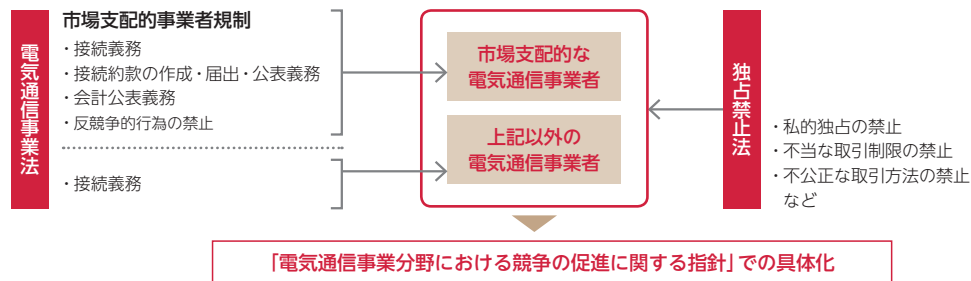 電気通信事業法
市場支配的事業者規制
・接続義務
・接続約款の作成・届出・公表義務
・会計公表義務
・反競争的行為の禁止
・接続義務
市場支配的な
電気通信事業者
上記以外の
電気通信事業者
独占禁止法
・私的独占の禁止
・不当な取引制限の禁止
・不公正な取引方法の禁止
など
「電気通信事業分野における競争の促進に関する指針」での具体化